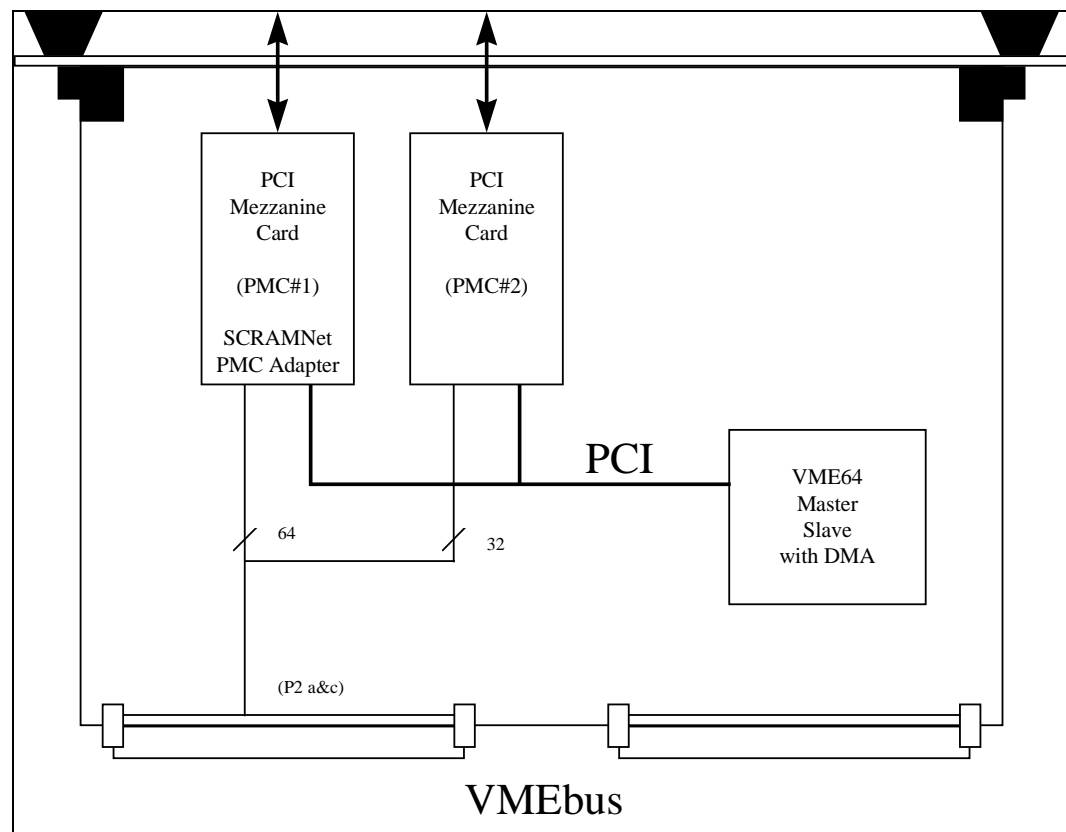 PCI
Mezzanine
Card
(PMC#1)
SCRAMNet
PMC Adapter
PCI
Mezzanine
Card
(PMC#2)
PCI
VME64
Master
Slave
with DMA
64
32
(P2 a&c)
VMEbus